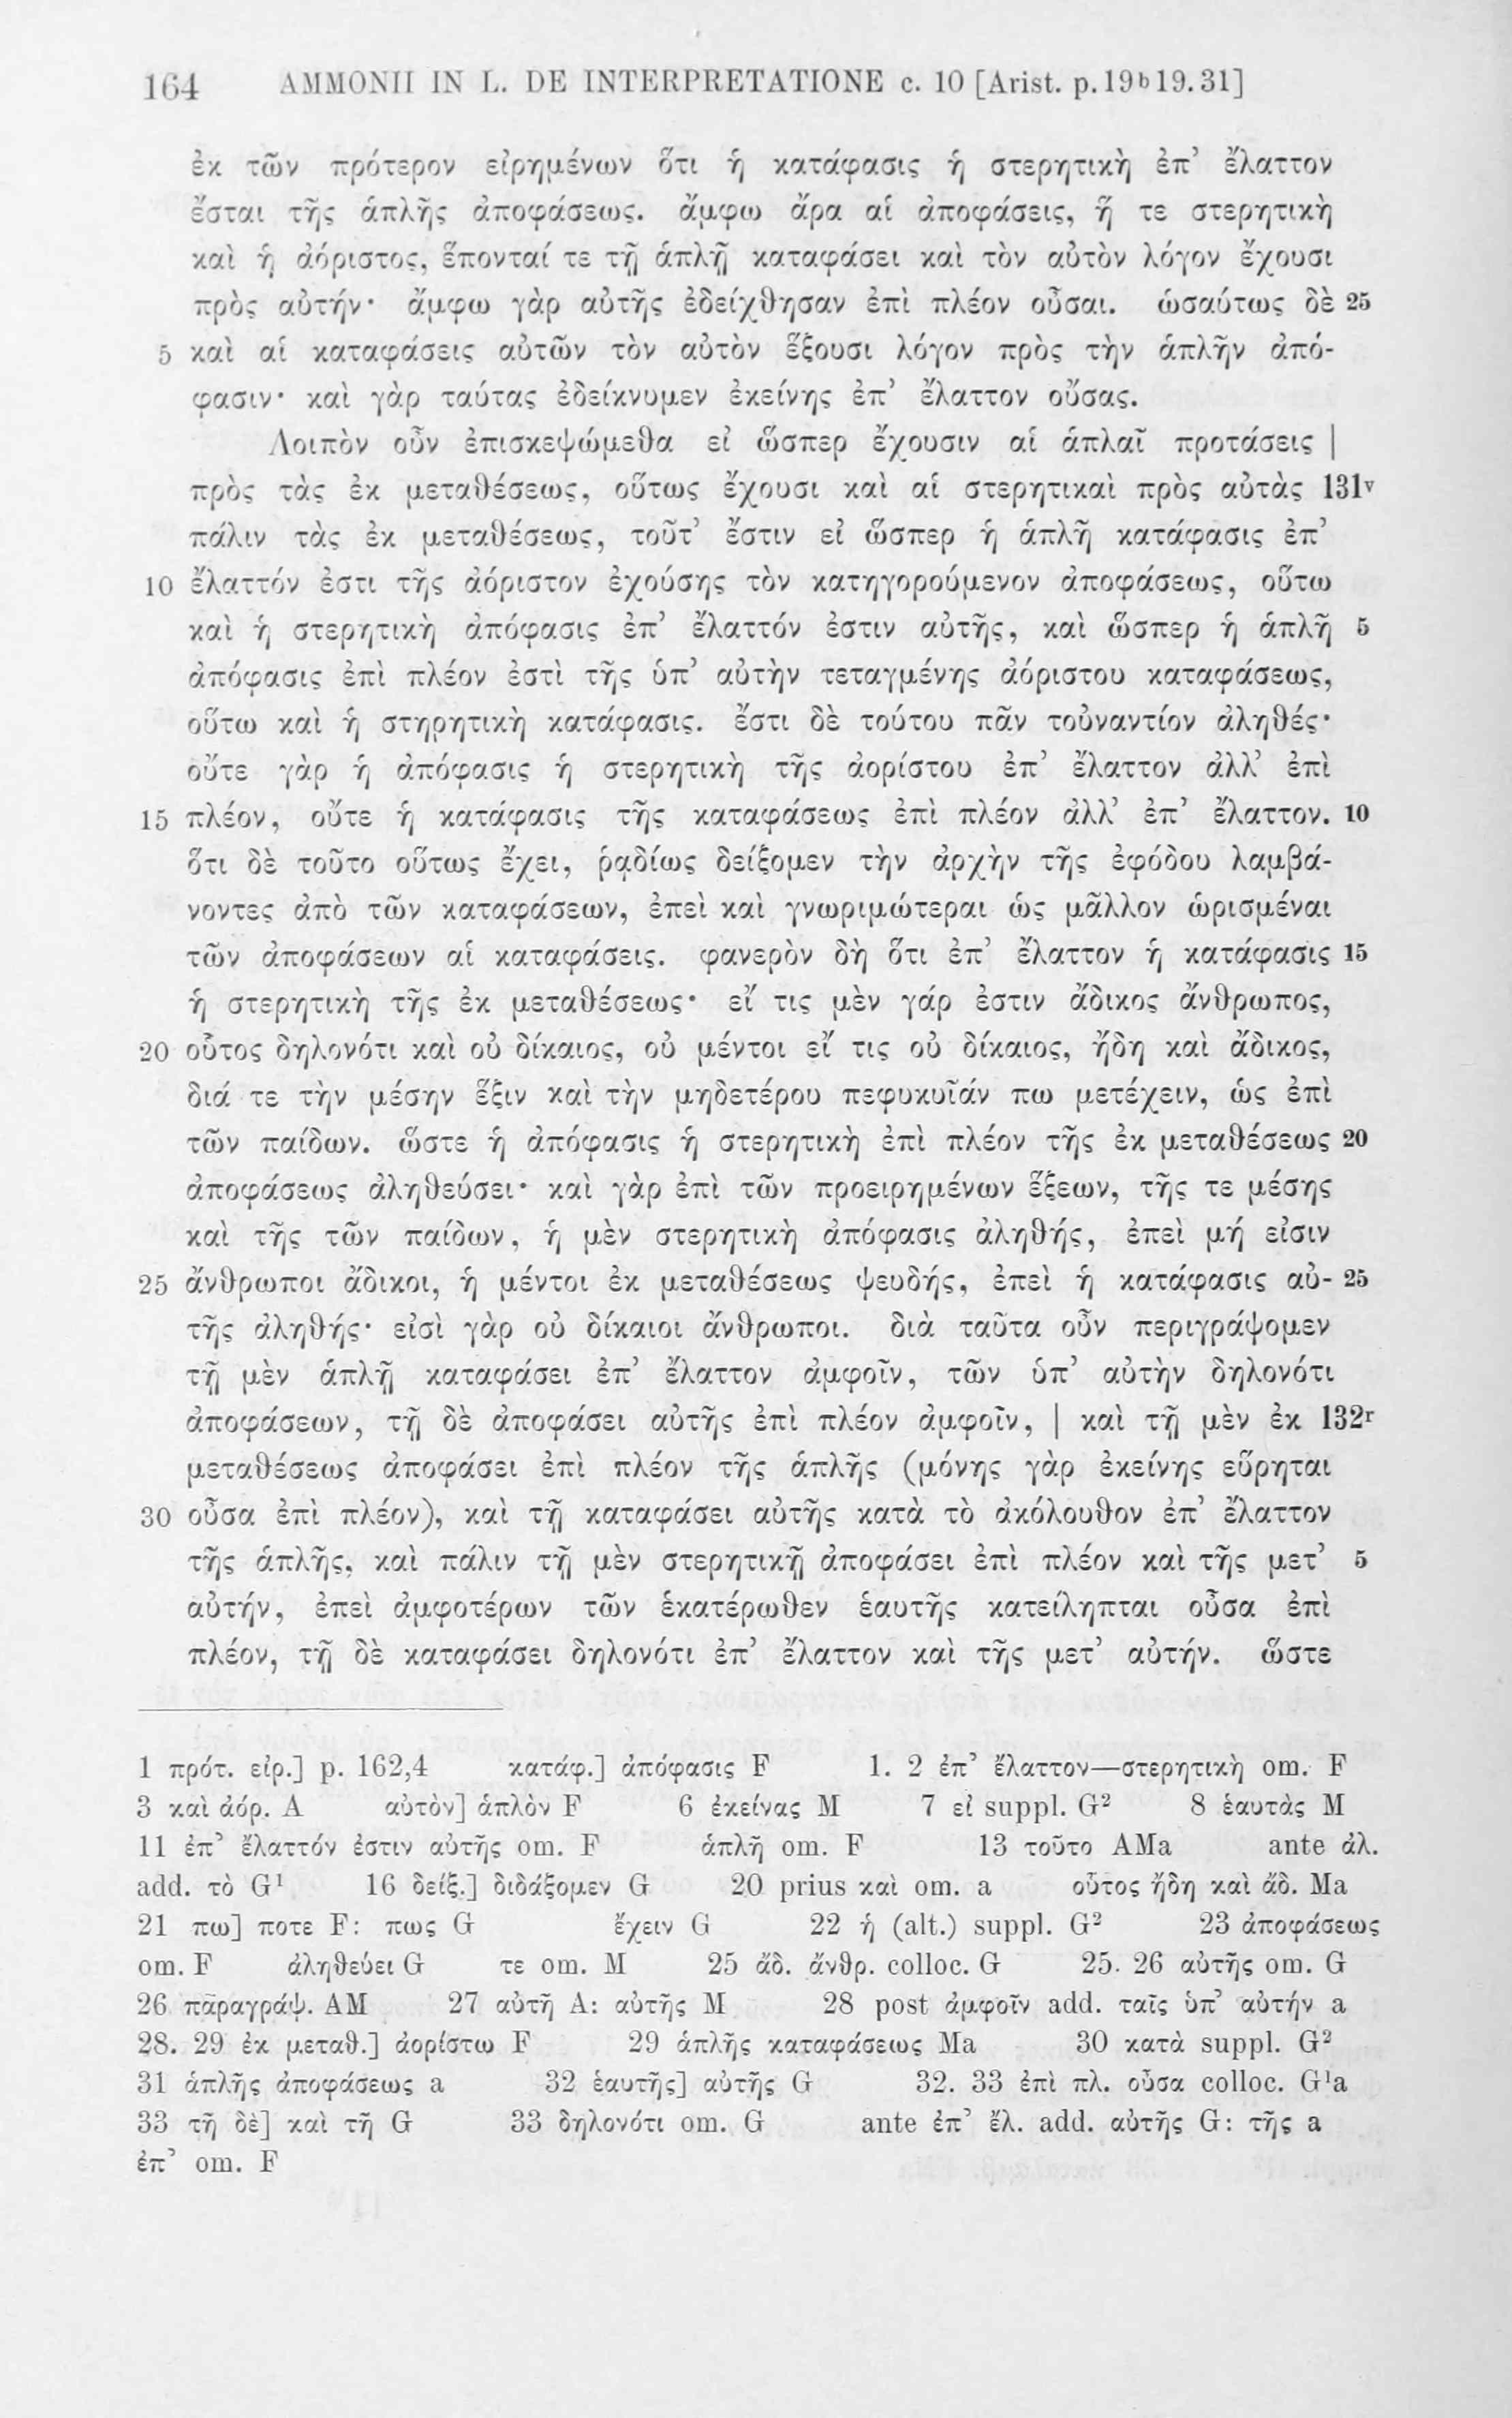 164 AMMONII IN L. DE INTERPRETATIONE c. 10 [Arist. p. 19b19.31]
ἐκ τῶν πρότερον εἰρημένων ὅτι ἡ κατάφασις ἡ στερητικὴ ἐπ’ ἔλαττον
ἔσται τῆς ἁπλῆς ἀποφάσεως. ἄμφω ἄρα αἱ ἀποφάσεις, ἥ τε στερητικὴ
καὶ ἡ ἀόριστος, ἕπονταί τε τῇ ἁπλῇ καταφάσει καὶ τὸν αὐτὸν λόγον ἔχουσι
πρὸς αὐτήν· ἄμφω γὰρ αὐτῆς ἐδείχθησαν ἐπὶ πλέον οὖσαι. ὡσαύτως δὲ 25
5 καὶ αἱ καταφάσεις αὐτῶν τὸν αὐτὸν ἕξουσι λόγον πρὸς τὴν ἁπλῆν ἀπό-
φασιν· καὶ γὰρ ταύτας ἐδείκνυμεν ἐκείνης ἐπ’ ἔλαττον οὔσας.
Λοιπὸν οὖν ἐπισκεψώμεθα εἰ ὥσπερ ἔχουσιν αἱ ἁπλαῖ προτάσεις |
πρὸς τὰς ἐκ μεταθέσεως, οὕτως ἔχουσι καὶ αἱ στερητικαὶ πρὸς αὐτὰς 131v
πάλιν τὰς ἐκ μεταθέσεως, τοῦτ’ ἔστιν εἰ ὥσπερ ἡ ἁπλῆ κατάφασις ἐπ’
10 ἔλαττόν ἐστι τῆς ἀόριστον ἐχούσης τὸν κατηγορούμενον ἀποφάσεως, οὕτω
καὶ ἡ στερητικὴ ἀπόφασις ἐπ’ ἔλαττόν ἐστιν αὐτῆς, καὶ ὥσπερ ἡ ἁπλῆ 5
ἀπόφασις ἐπὶ πλέον ἐστὶ τῆς ὑπ’ αὐτὴν τεταγμένης ἀόριστου καταφάσεως,
οὕτω καὶ ἡ στηρητικὴ κατάφασις. ἔστι δὲ τούτου πᾶν τοὐναντίον ἀληθές·
οὔτε γὰρ ἡ ἀπόφασις ἡ στερητικὴ τῆς ἀορίστου ἐπ’ ἔλαττον ἀλλ’ ἐπὶ
15 πλέον, οὔτε ἡ κατάφασις τῆς καταφάσεως ἐπὶ πλέον ἀλλ’ ἐπ’ ἔλαττον. 10
ὅτι δὲ τοῦτο οὕτως ἔχει, ῥᾳδίως δείξομεν τὴν ἀρχὴν τῆς ἐφόδου λαμβά-
νοντες ἀπὸ τῶν καταφάσεων, ἐπεὶ καὶ γνωριμώτεραι ὡς μᾶλλον ὡρισμέναι
τῶν ἀποφάσεων αἱ καταφάσεις. φανερὸν δὴ ὅτι ἐπ’ ἔλαττον ἡ κατάφασις 15
ἡ στερητικὴ τῆς ἐκ μεταθέσεως· εἴ τις μὲν γάρ ἐστιν ἄδικος ἄνθρωπος,
20 οὗτος δηλονότι καὶ οὐ δίκαιος, οὐ μέντοι εἴ τις οὐ δίκαιος, ἤδη καὶ ἄδικος,
διά τε τὴν μέσην ἕξιν καὶ τὴν μηδετέρου πεφυκυῖάν πω μετέχειν, ὡς ἐπὶ
τῶν παίδων. ὥστε ἡ ἀπόφασις ἡ στερητικὴ ἐπὶ πλέον τῆς ἐκ μεταθέσεως 20
ἀποφάσεως ἀληθεύσει· καὶ γὰρ ἐπὶ τῶν προειρημένων ἕξεων, τῆς τε μέσης
καὶ τῆς τῶν παίδων, ἡ μὲν στερητικὴ ἀπόφασις ἀληθής, ἐπεὶ μή εἰσιν
25 ἄνθρωποι ἄδικοι, ἡ μέντοι ἐκ μεταθέσεως ψευδής, ἐπεὶ ἡ κατάφασις αὐ- 25
τῆς ἀληθής· εἰσὶ γὰρ οὐ δίκαιοι ἄνθρωποι. διὰ ταῦτα οὖν περιγράψομεν
τῇ μὲν ἁπλῇ καταφάσει ἐπ’ ἔλαττον ἀμφοῖν, τῶν ὑπ’ αὐτὴν δηλονότι
ἀποφάσεων, τῇ δὲ ἀποφάσει αὐτῆς ἐπὶ πλέον ἀμφοῖν, | καὶ τῇ μὲν ἐκ 132r
μεταθέσεως ἀποφάσει ἐπὶ πλέον τῆς ἁπλῆς (μόνης γὰρ ἐκείνης εὕρηται
30 οὖσα ἐπὶ πλέον), καὶ τῇ καταφάσει αὐτῆς κατὰ τὸ ἀκόλουθον ἐπ’ ἔλαττον
τῆς ἁπλῆς, καὶ πάλιν τῇ μὲν στερητικῇ ἀποφάσει ἐπὶ πλέον καὶ τῆς μετ’ 5
αὐτήν, ἐπεὶ ἀμφοτέρων τῶν ἑκατέρωθεν ἑαυτῆς κατείληπται οὖσα ἐπὶ
πλέον, τῇ δὲ καταφάσει δηλονότι ἐπ’ ἔλαττον καὶ τῆς μετ’ αὐτήν. ὥστε
1 πρότ. εἰρ.] p. 162,4 κατάφ.] ἀπόφασις F 1. 2 ἐπ’ ἔλαττον—στερητικὴ om. F
3 καὶ ἀόρ. A αὐτὸν] ἁπλὸν F 6 ἐκείνας M 7 εἰ suppl. G² 8 ἑαυτὰς M
11 ἐπ’ ἔλαττόν ἐστιν αὐτῆς om. F ἁπλῆ om. F 13 τοῦτο AMa ante ἀλ.
add. τὸ G¹ 16 δείξ.] διδάξομεν G 20 prius καὶ om. a οὗτος ἤδη καὶ ἄδ. Ma
21 πω] ποτε F: πως G ἔχειν G 22 ἡ (alt.) suppl. G² 23 ἀποφάσεως
om. F ἀληθεύει G τε om. M 25 ἄδ. ἄνθρ. colloc. G 25. 26 αὐτῆς om. G
26 παραγράψ. AM 27 αὐτῆ A: αὐτῆς M 28 post ἀμφοῖν add. ταῖς ὑπ’ αὐτήν a
28. 29 ἐκ μεταθ.] ἀορίστω F 29 ἁπλῆς καταφάσεως Ma 30 κατὰ suppl. G²
31 ἁπλῆς ἀποφάσεως a 32 ἑαυτῆς] αὐτῆς G 32. 33 ἐπὶ πλ. οὖσα colloc. G¹a
33 τῆ δὲ] καὶ τῆ G 33 δηλονότι om. G ante ἐπ’ ἔλ. add. αὐτῆς G: τῆς a
ἐπ’ om. F